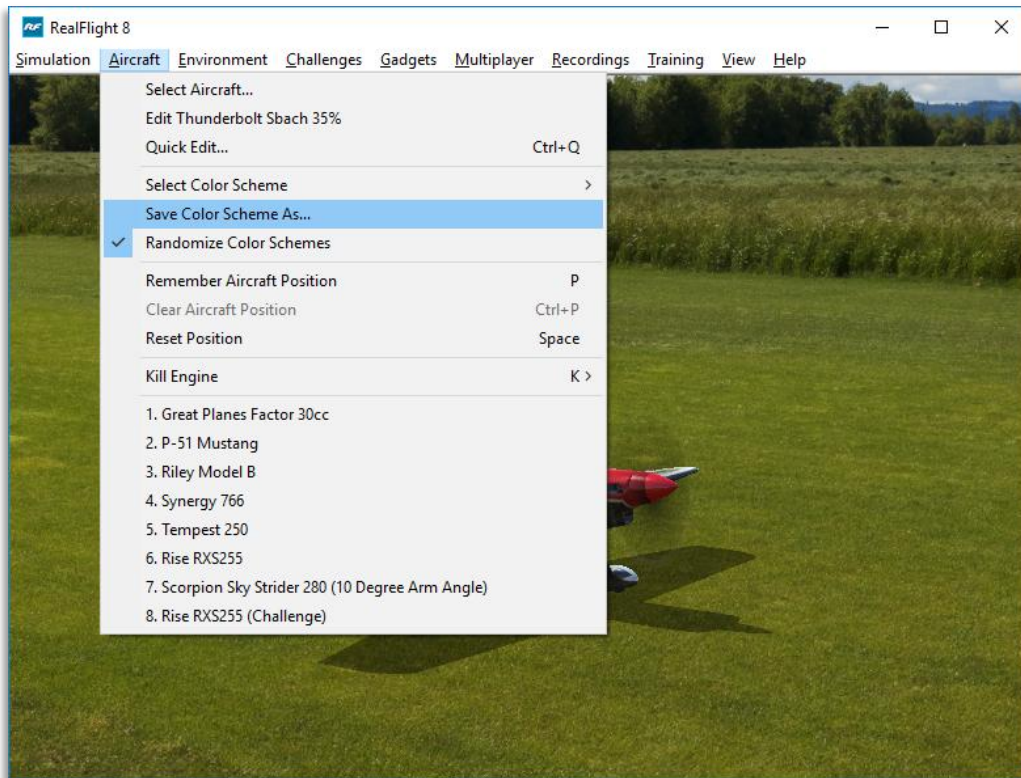 RF RealFlight 8
Simulation Aircraft Environment Challenges Gadgets Multiplayer Recordings Training View Help
Select Aircraft...
Edit Thunderbolt Sbach 35%
Quick Edit... Ctrl+Q
Select Color Scheme >
Save Color Scheme As...
Randomize Color Schemes
Remember Aircraft Position P
Clear Aircraft Position Ctrl+P
Reset Position Space
Kill Engine K >
1. Great Planes Factor 30cc
2. P-51 Mustang
3. Riley Model B
4. Synergy 766
5. Tempest 250
6. Rise RXS255
7. Scorpion Sky Strider 280 (10 Degree Arm Angle)
8. Rise RXS255 (Challenge)